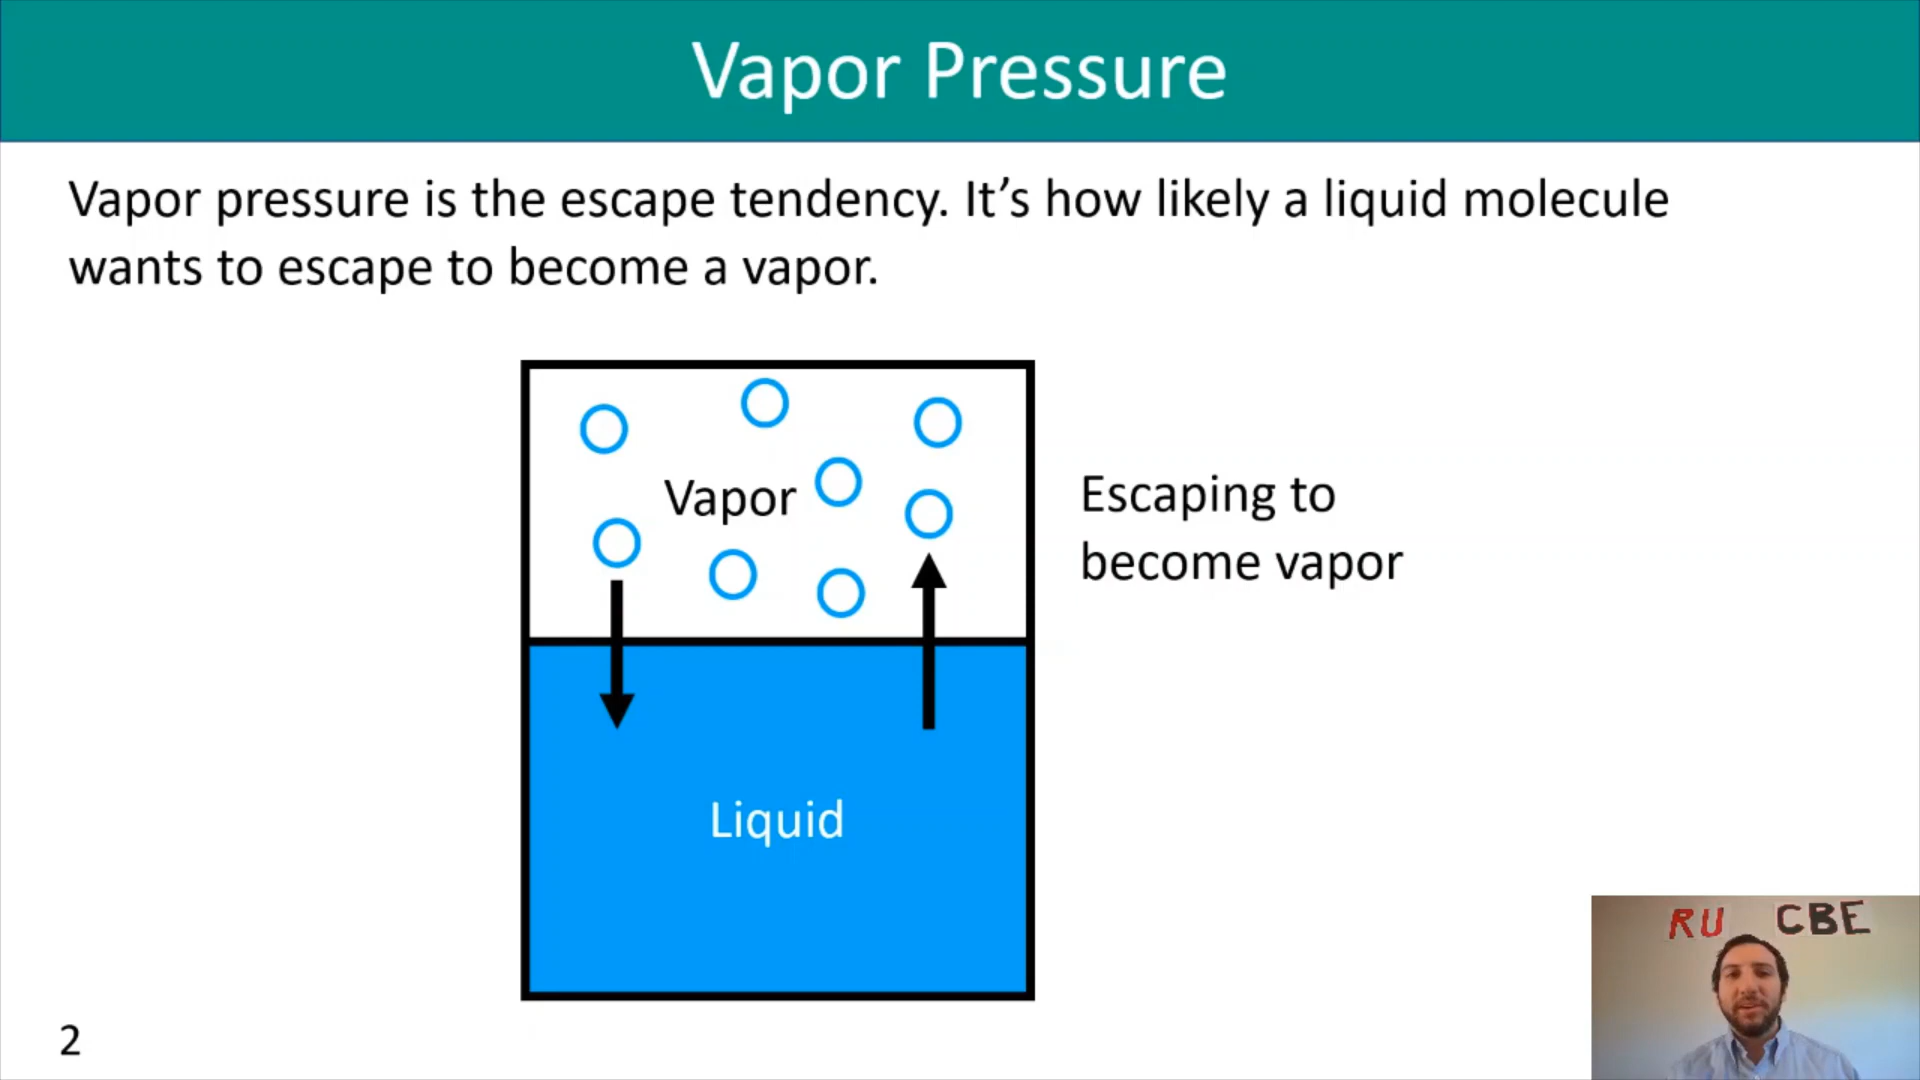 Vapor Pressure
Vapor pressure is the escape tendency. It’s how likely a liquid molecule
wants to escape to become a vapor.
Vapor
Escaping to
become vapor
Liquid
RU CBE
2